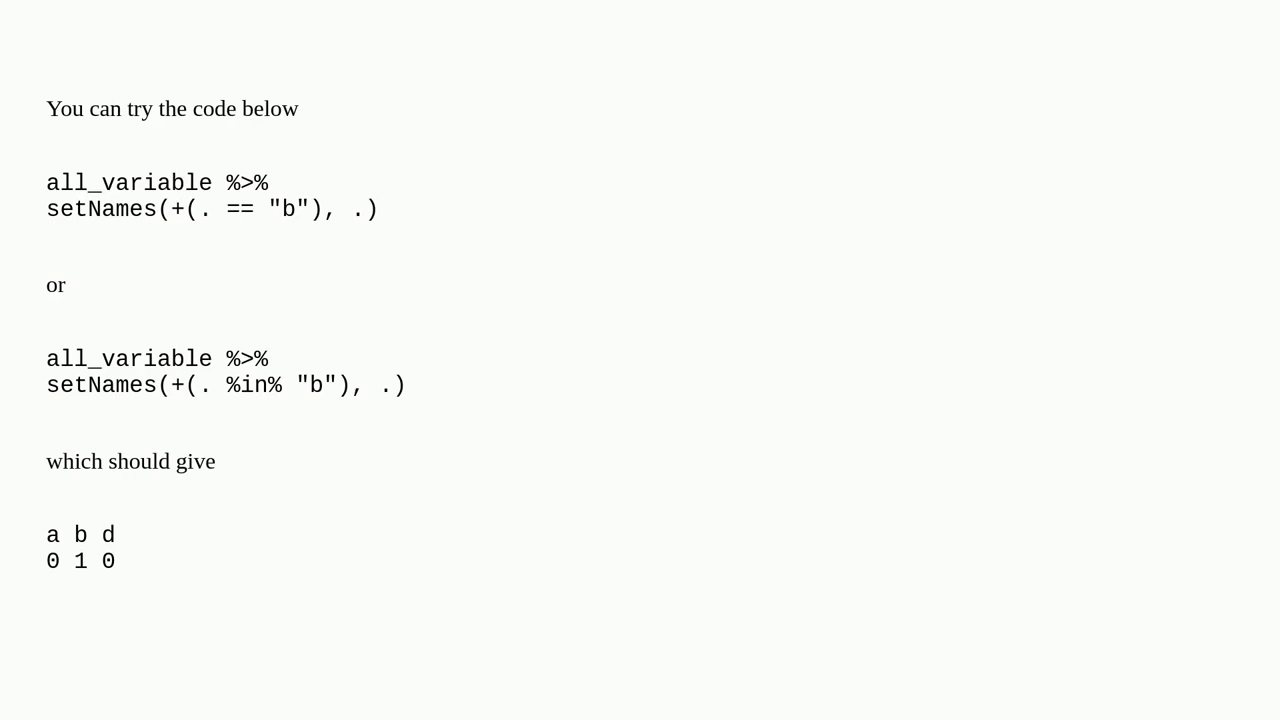 You can try the code below
all_variable %>%
setNames(+(. == "b"), .)
or
all_variable %>%
setNames(+(. %in% "b"), .)
which should give
a b d
0 1 0